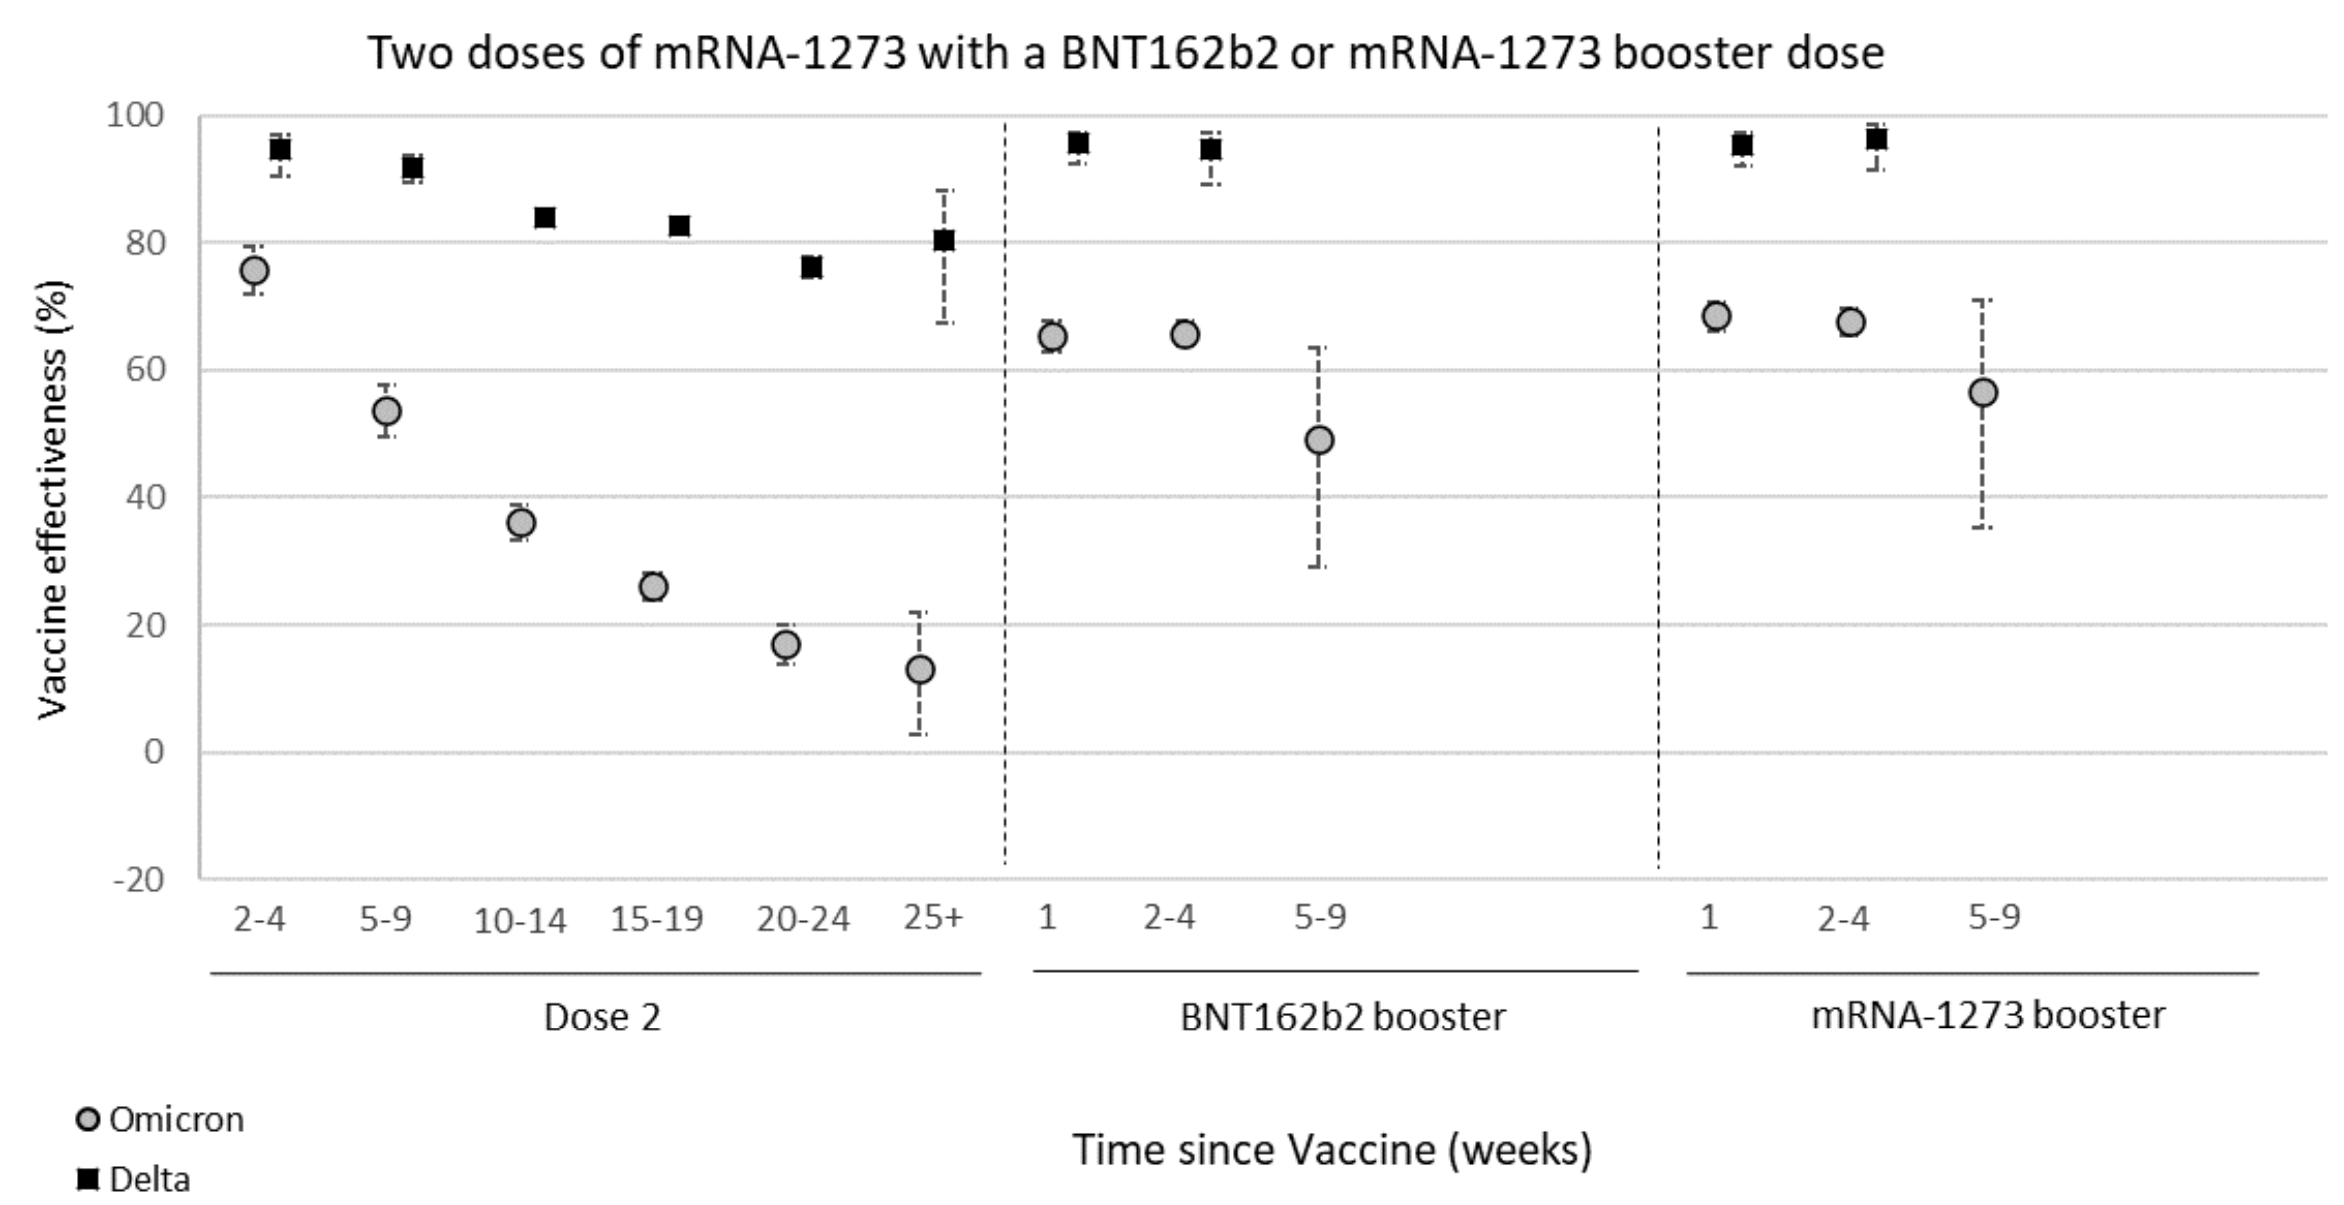 Two doses of mRNA-1273 with a BNT162b2 or mRNA-1273 booster dose
Vaccine effectiveness (%)
100
80
60
40
20
0
-20
2-4 5-9 10-14 15-19 20-24 25+ 1 2-4 5-9 1 2-4 5-9
Dose 2 BNT162b2 booster mRNA-1273 booster
Omicron
Delta
Time since Vaccine (weeks)